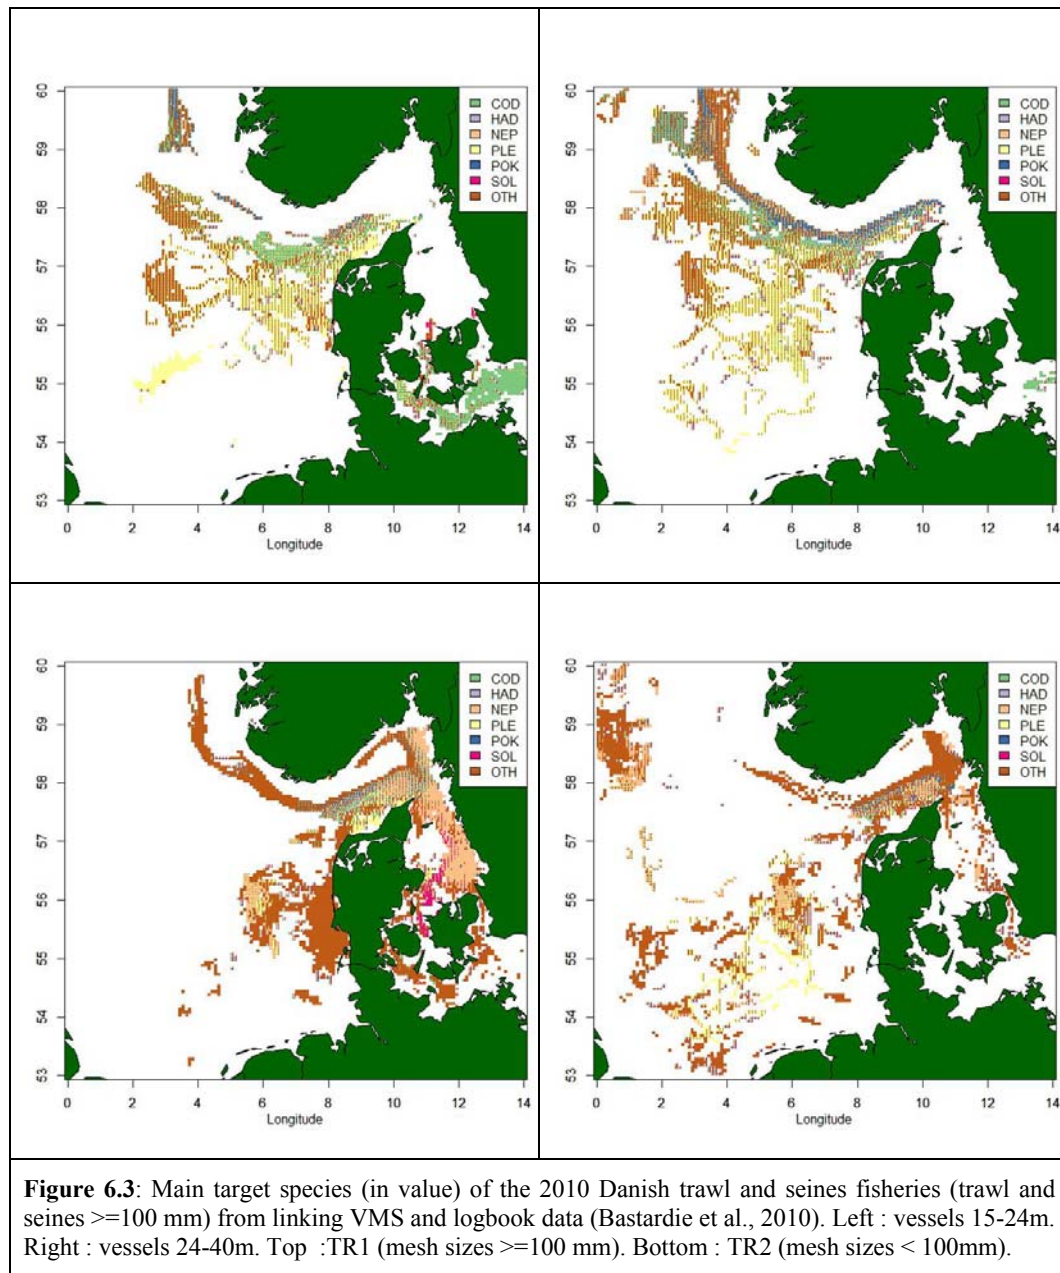 60
59
58
57
56
55
54
53
0 2 4 6 8 10 12 14
Longitude
COD
HAD
NEP
PLE
POK
SOL
OTH
60
59
58
57
56
55
54
53
0 2 4 6 8 10 12 14
Longitude
COD
HAD
NEP
PLE
POK
SOL
OTH
60
59
58
57
56
55
54
53
0 2 4 6 8 10 12 14
Longitude
COD
HAD
NEP
PLE
POK
SOL
OTH
60
59
58
57
56
55
54
53
0 2 4 6 8 10 12 14
Longitude
COD
HAD
NEP
PLE
POK
SOL
OTH
Figure 6.3: Main target species (in value) of the 2010 Danish trawl and seines fisheries (trawl and
seines >=100 mm) from linking VMS and logbook data (Bastardie et al., 2010). Left : vessels 15-24m.
Right : vessels 24-40m. Top :TR1 (mesh sizes >=100 mm). Bottom : TR2 (mesh sizes < 100mm).